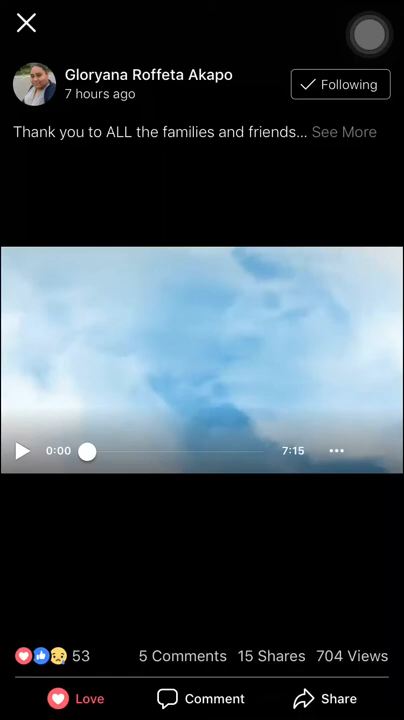 Gloryana Roffeta Akapo
7 hours ago
Following
Thank you to ALL the families and friends... See More
0:00
7:15
53
5 Comments 15 Shares 704 Views
Love Comment Share